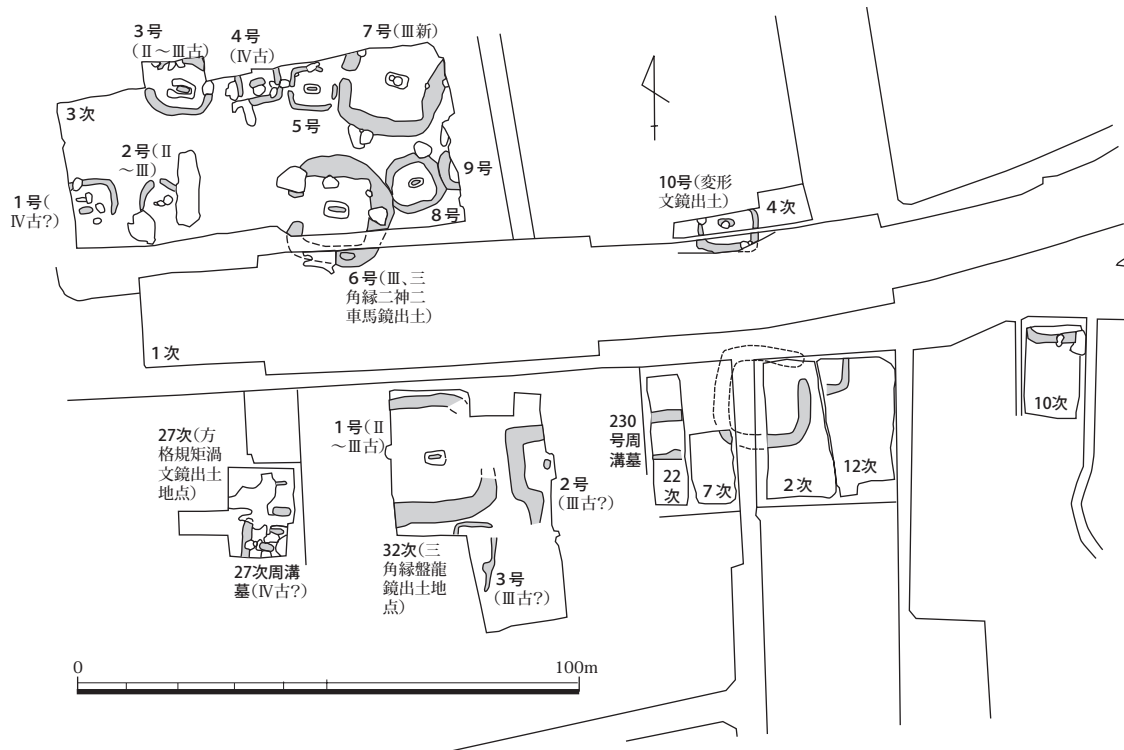 3号
(Ⅱ〜Ⅲ古)
4号
(Ⅳ古)
7号(Ⅲ新)
3次
5号
2号(Ⅱ
〜Ⅲ)
1号(
Ⅳ古?)
9号
8号
6号(Ⅲ、三
角縁二神二
車馬鏡出土)
10号(変形
文鏡出土)
4次
1次
10次
27次(方
格規矩渦
文鏡出土
地点)
1号(Ⅱ
〜Ⅲ古)
2号
(Ⅲ古?)
230
号周
溝墓
22
次
7次
2次
12次
27次周溝
墓(Ⅳ古?)
32次(三
角縁盤龍
鏡出土地
点)
3号
(Ⅲ古?)
0
100m